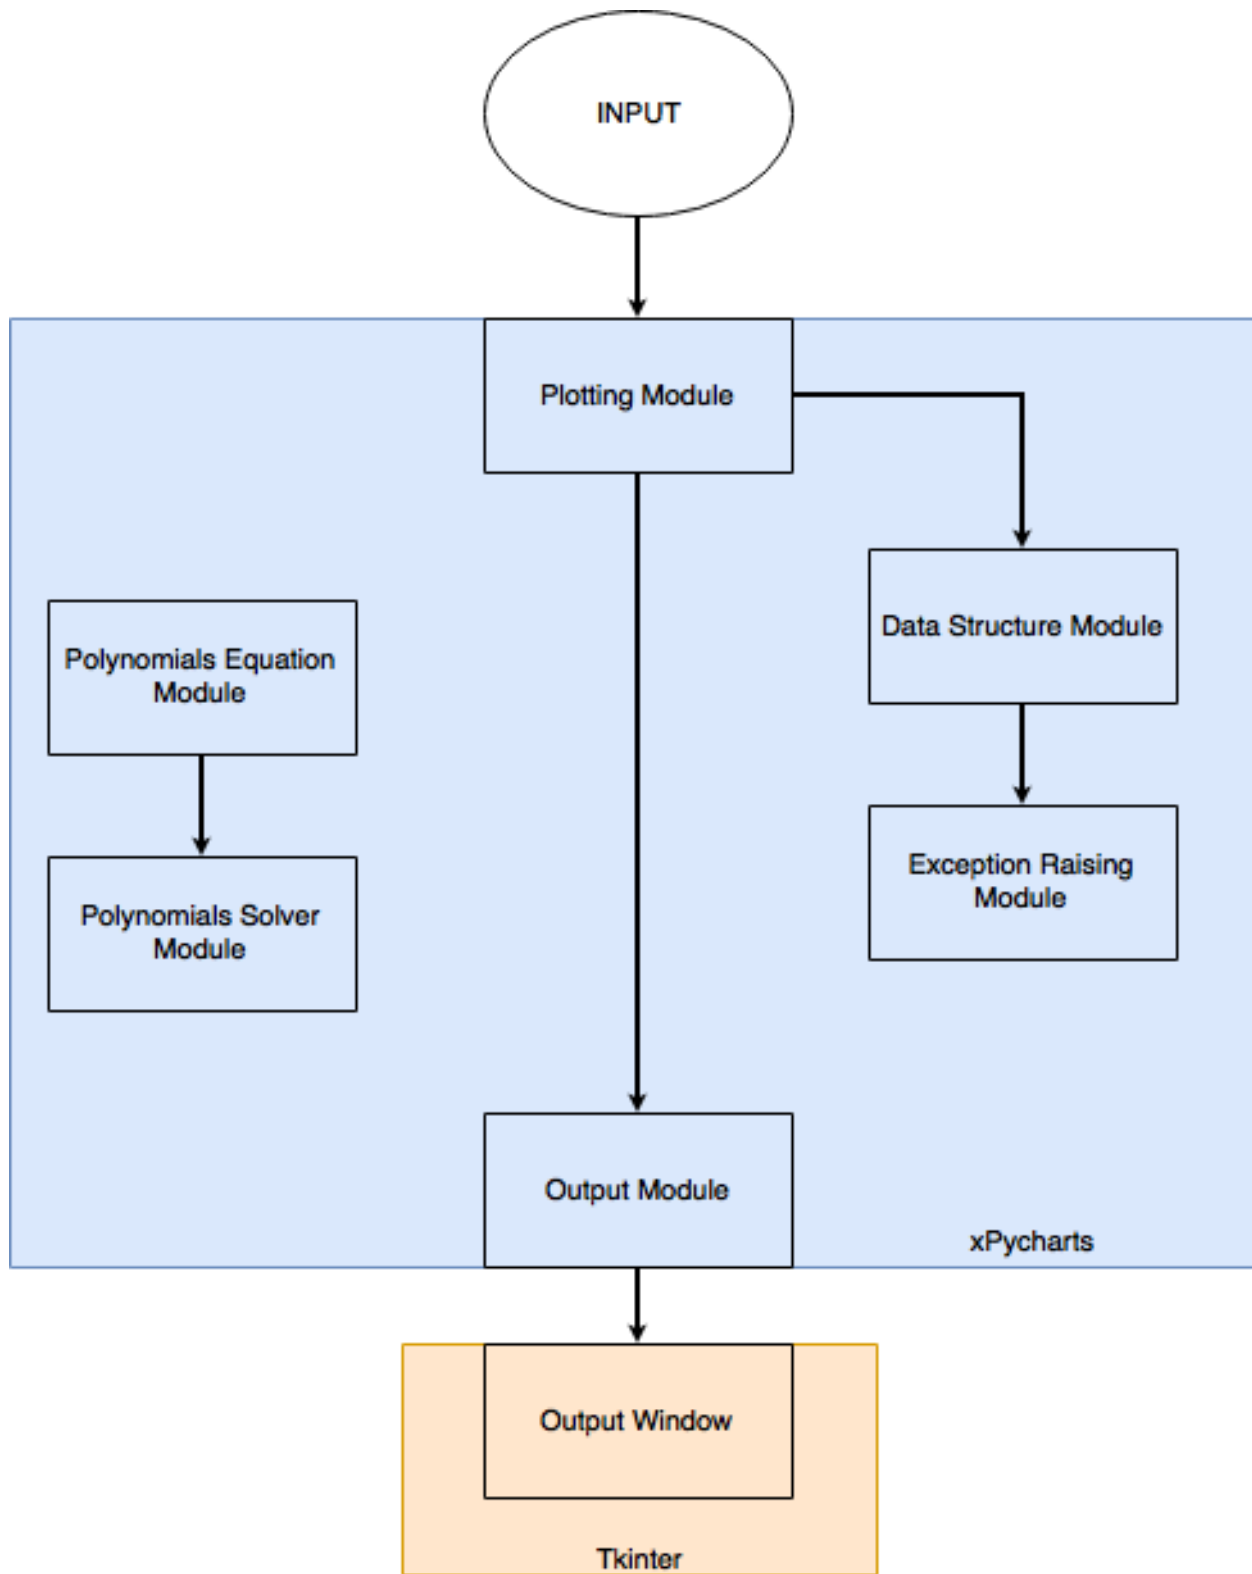 INPUT
Plotting Module
Data Structure Module
Polynomials Equation
Module
Exception Raising
Module
Polynomials Solver
Module
Output Module
xPycharts
Output Window
Tkinter